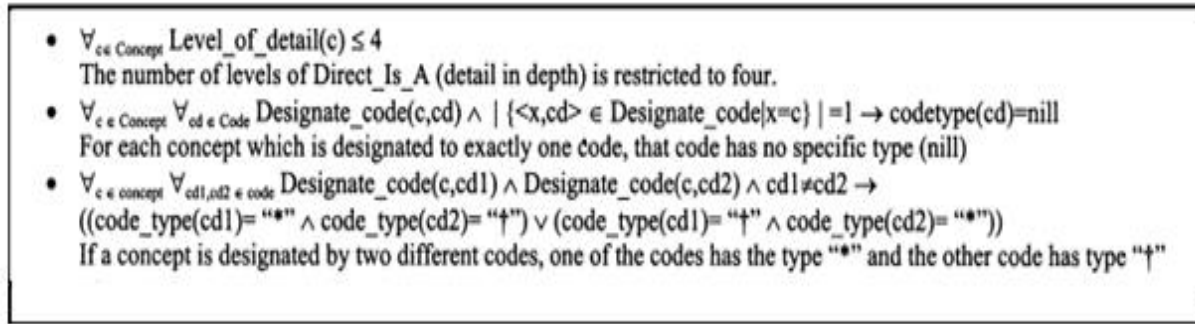 • ∀c∈ Concept Level_of_detail(c) ≤ 4
The number of levels of Direct_Is_A (detail in depth) is restricted to four.
• ∀c ∈ Concept ∀cd ∈ Code Designate_code(c,cd) ∧ | {<x,cd> ∈ Designate_code|x=c} | =1 → codetype(cd)=nill
For each concept which is designated to exactly one code, that code has no specific type (nill)
• ∀c ∈ concept ∀cd1,cd2 ∈ code Designate_code(c,cd1) ∧ Designate_code(c,cd2) ∧ cd1≠cd2 →
((code_type(cd1)= “*” ∧ code_type(cd2)= “†”) ∨ (code_type(cd1)= “†” ∧ code_type(cd2)= “*”))
If a concept is designated by two different codes, one of the codes has the type “*” and the other code has type “†”